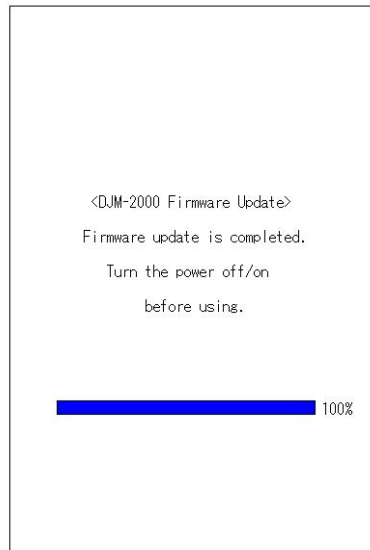 <DJM-2000 Firmware Update>
Firmware update is completed.
Turn the power off/on
before using.
100%